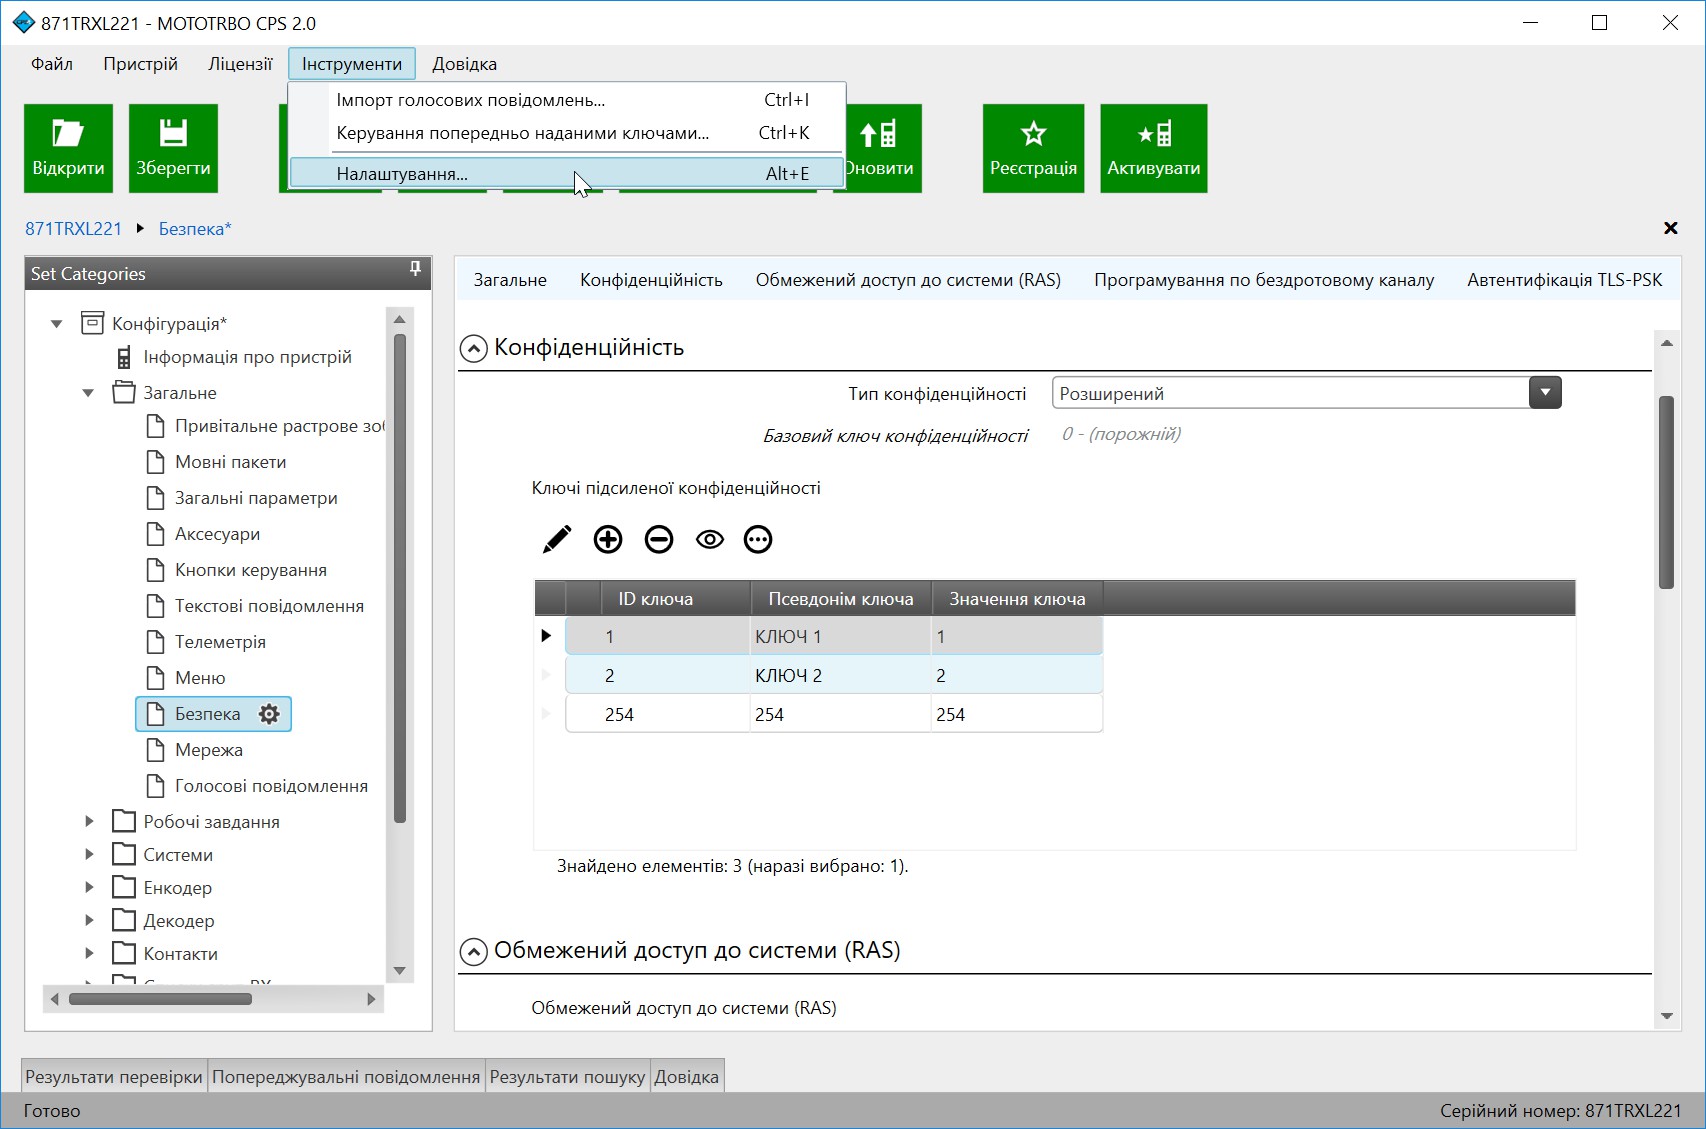 871TRXL221 - MOTOTRBO CPS 2.0
Файл Пристрій Ліцензії Інструменти Довідка
Імпорт голосових повідомлень... Ctrl+I
Керування попередньо наданими ключами... Ctrl+K
Налаштування... Alt+E
Відкрити Зберегти Оновити Реєстрація Активувати
871TRXL221 Безпека*
Set Categories
Конфігурація*
Інформація про пристрій
Загальне
Привітальне растрове
Мовні пакети
Загальні параметри
Аксесуари
Кнопки керування
Текстові повідомлення
Телеметрія
Меню
Безпека
Мережа
Голосові повідомлення
Робочі завдання
Системи
Енкодер
Декодер
Контакти
Загальне Конфіденційність Обмежений доступ до системи (RAS) Програмування по бездротовому каналу Автентифікація TLS-PSK
Конфіденційність
Тип конфіденційності Розширений
Базовий ключ конфіденційності 0 - (порожній)
Ключі підсиленої конфіденційності
ID ключа Псевдонім ключа Значення ключа
1 КЛЮЧ 1 1
2 КЛЮЧ 2 2
254 254 254
Знайдено елементів: 3 (наразі вибрано: 1).
Обмежений доступ до системи (RAS)
Обмежений доступ до системи (RAS)
Результати перевірки Попереджувальні повідомлення Результати пошуку Довідка
Готово Серійний номер: 871TRXL221